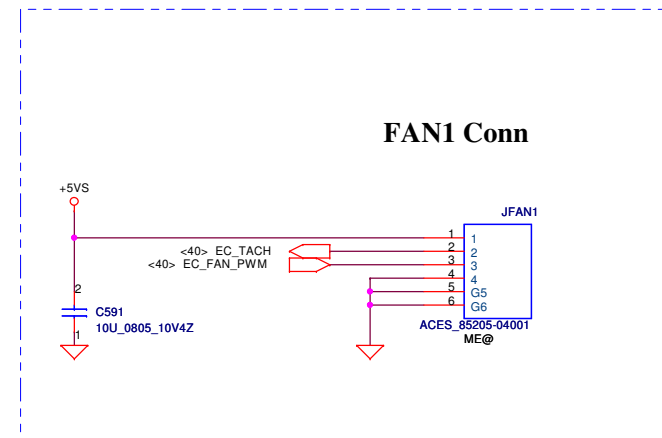 FAN1 Conn
+5VS
JFAN1
1 1
<40> EC_TACH 2 2
<40> EC_FAN_PWM 3 3
4 4
5 G5
6 G6
2
C591
10U_0805_10V4Z
1
ACES_85205-04001
ME@